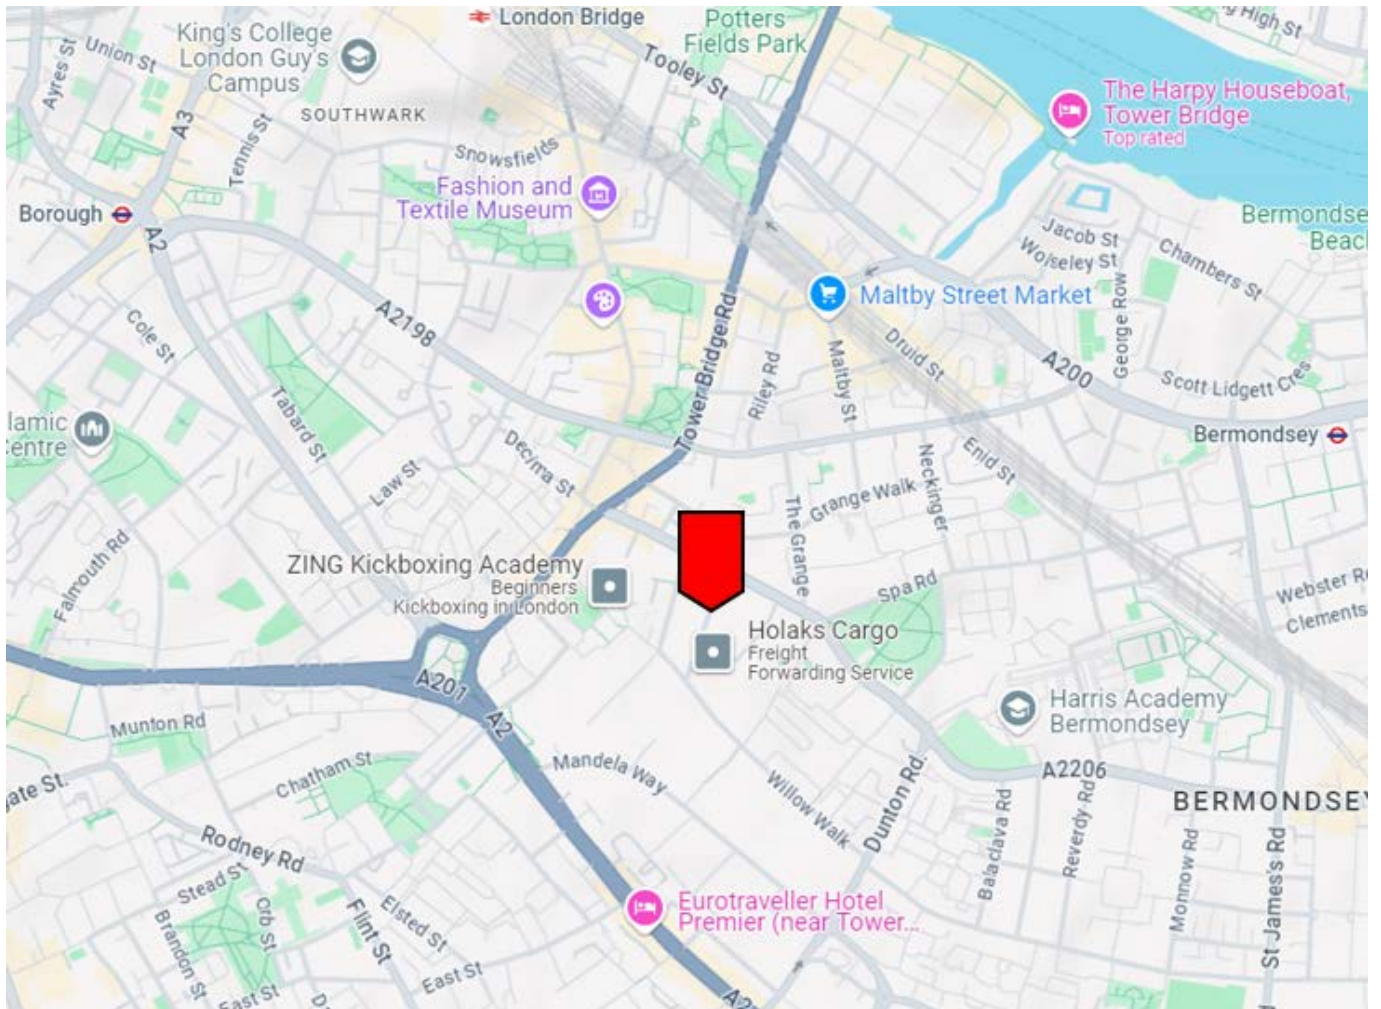 London Bridge
Potters
Fields Park
King's College
London Guy's
Campus
Union St
Ayres St
A3
Tennis St
SOUTHWARK
Tooley St
High St
The Harpy Houseboat,
Tower Bridge
Top rated
Snowsfields
Fashion and
Textile Museum
Borough
A2
Bermondse
Beac
Jacob St
Wolseley St
Chambers St
George Row
Maltby Street Market
A2198
Cole St
Tower Bridge Rd
Riley Rd
Maltby St
Druid St
A200
Scott Lidgett Cres
Tabard St
lamic
Centre
Bermondsey
Decima St
Law St
Enid St
Neckinger
Grange Walk
The Grange
Falmouth Rd
ZING Kickboxing Academy
Beginners
Kickboxing in London
Spa Rd
Webster R
Clements
Holaks Cargo
Freight
Forwarding Service
A201
A2
Harris Academy
Bermondsey
Munton Rd
Chatham St
Mandela Way
Willow Walk
Dunton Rd.
A2206
BERMONDSEY
gate St.
Rodney Rd
Balaclava Rd
Reverdy Rd
Monnow Rd
St James's Rd
Stead St
Orb St
Flint St
Elsted St
Brandon St
East St
East St
Eurotraveller Hotel
Premier (near Tower...
A2